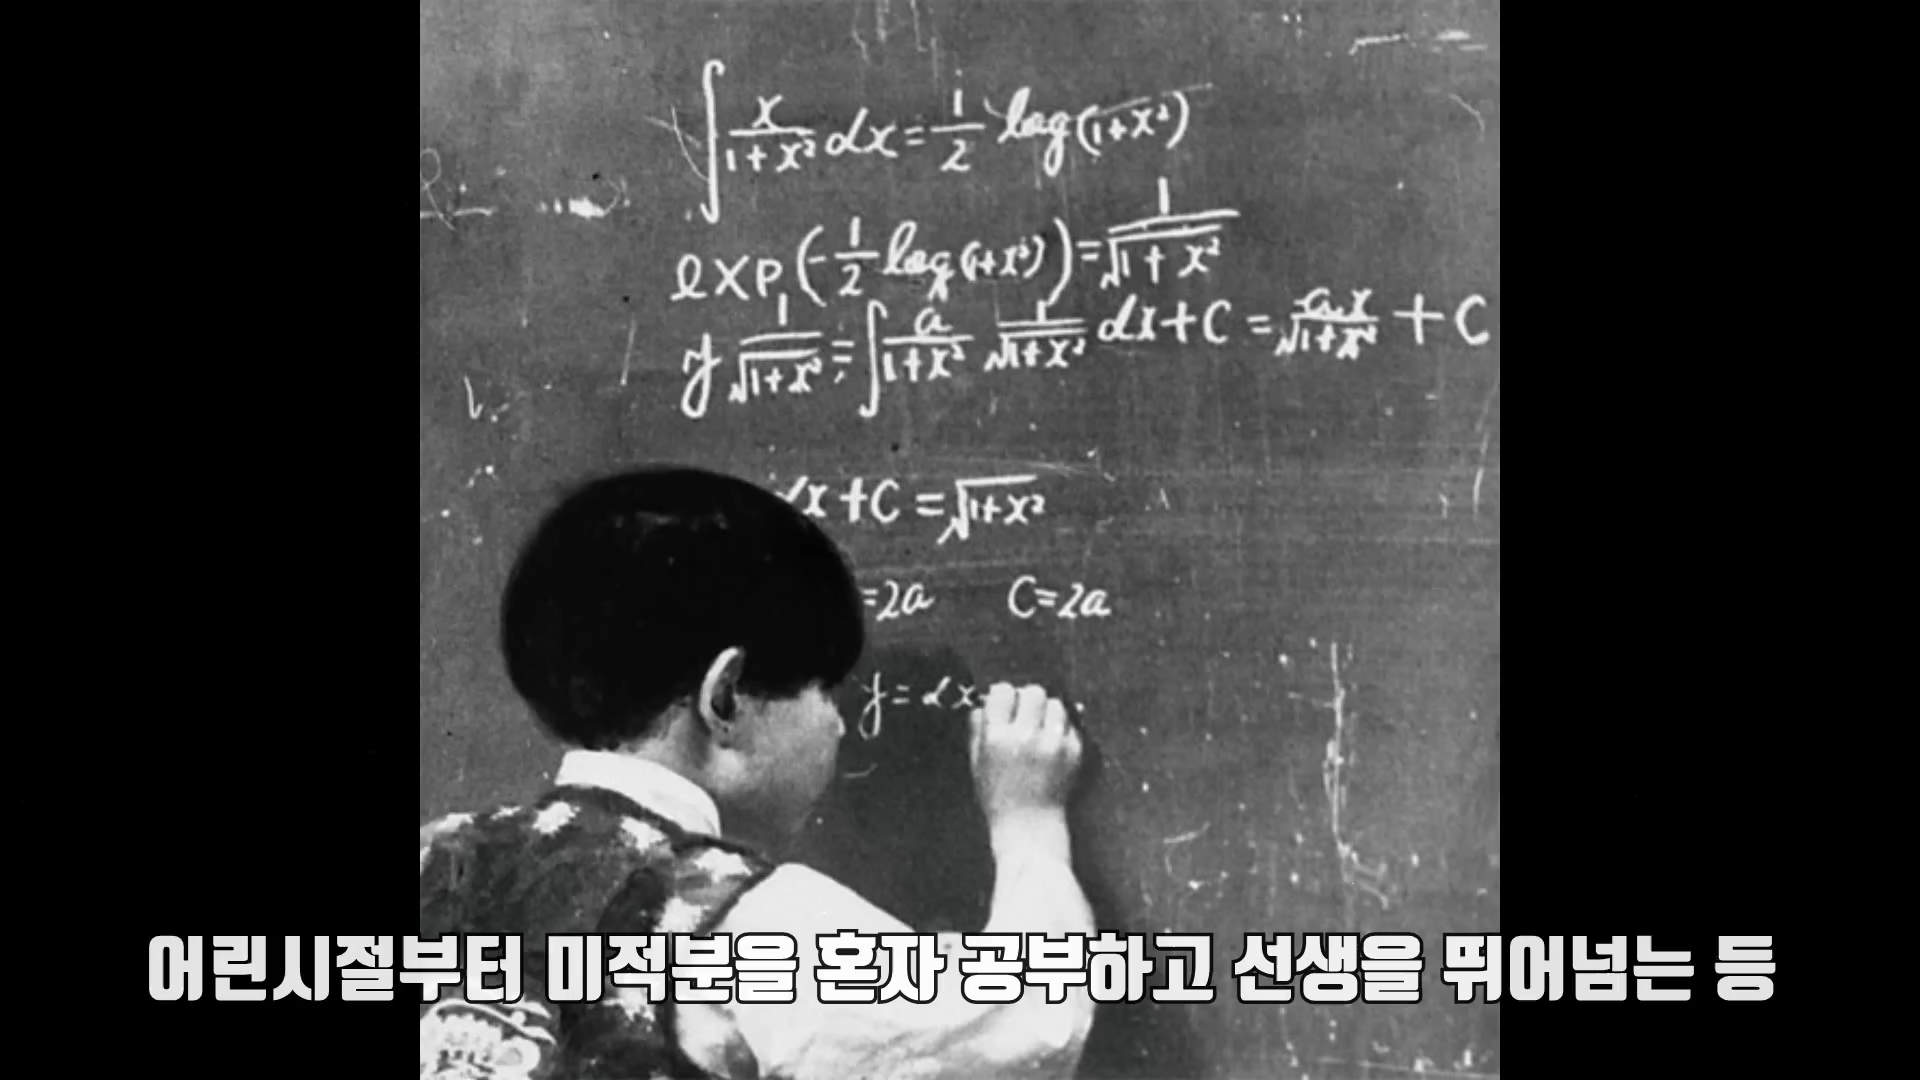 ∫ x/(1+x²) dx = 1/2 log(1+x²)
exp(-1/2 log(1+x²)) = 1/√(1+x²)
y 1/√(1+x²) = ∫ a/(1+x²) 1/√(1+x²) dx + C = ax/√(1+x²) + C
x + C = √(1+x²)
=2a C=2a
y = αx
어린시절부터 미적분을 혼자 공부하고 선생을 뛰어넘는 등